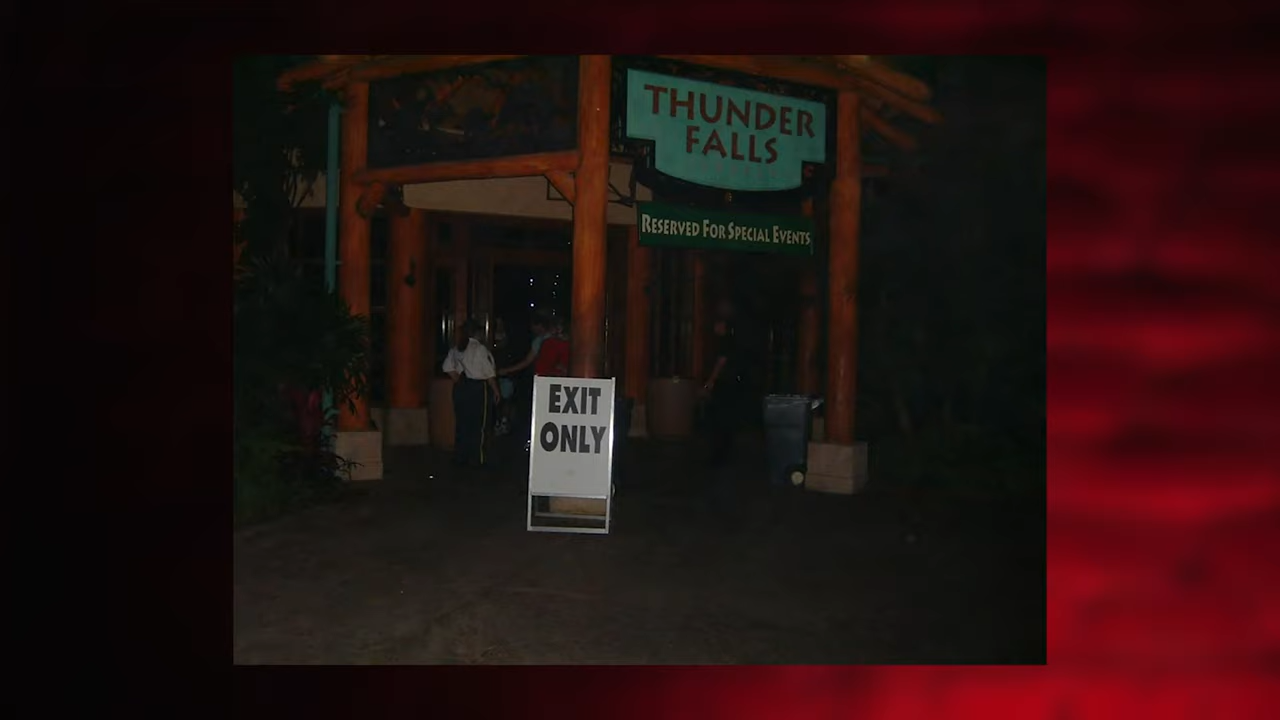 THUNDER
FALLS
RESERVED FOR SPECIAL EVENTS
EXIT
ONLY